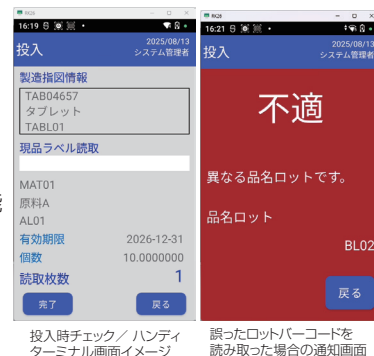 RK26
16:19
投入
2025/08/13
システム管理者
製造指図情報
TAB04657
タブレット
TABL01
現品ラベル読取
MAT01
原料A
AL01
有効期限 2026-12-31
個数 10.0000000
読取枚数 1
完了 戻る
投入時チェック／ ハンディ
ターミナル画面イメージ
RK26
16:21
投入
2025/08/13
システム管理者
不適
異なる品名ロットです。
品名ロット
BL02
戻る
誤ったロットバーコードを
読み取った場合の通知画面